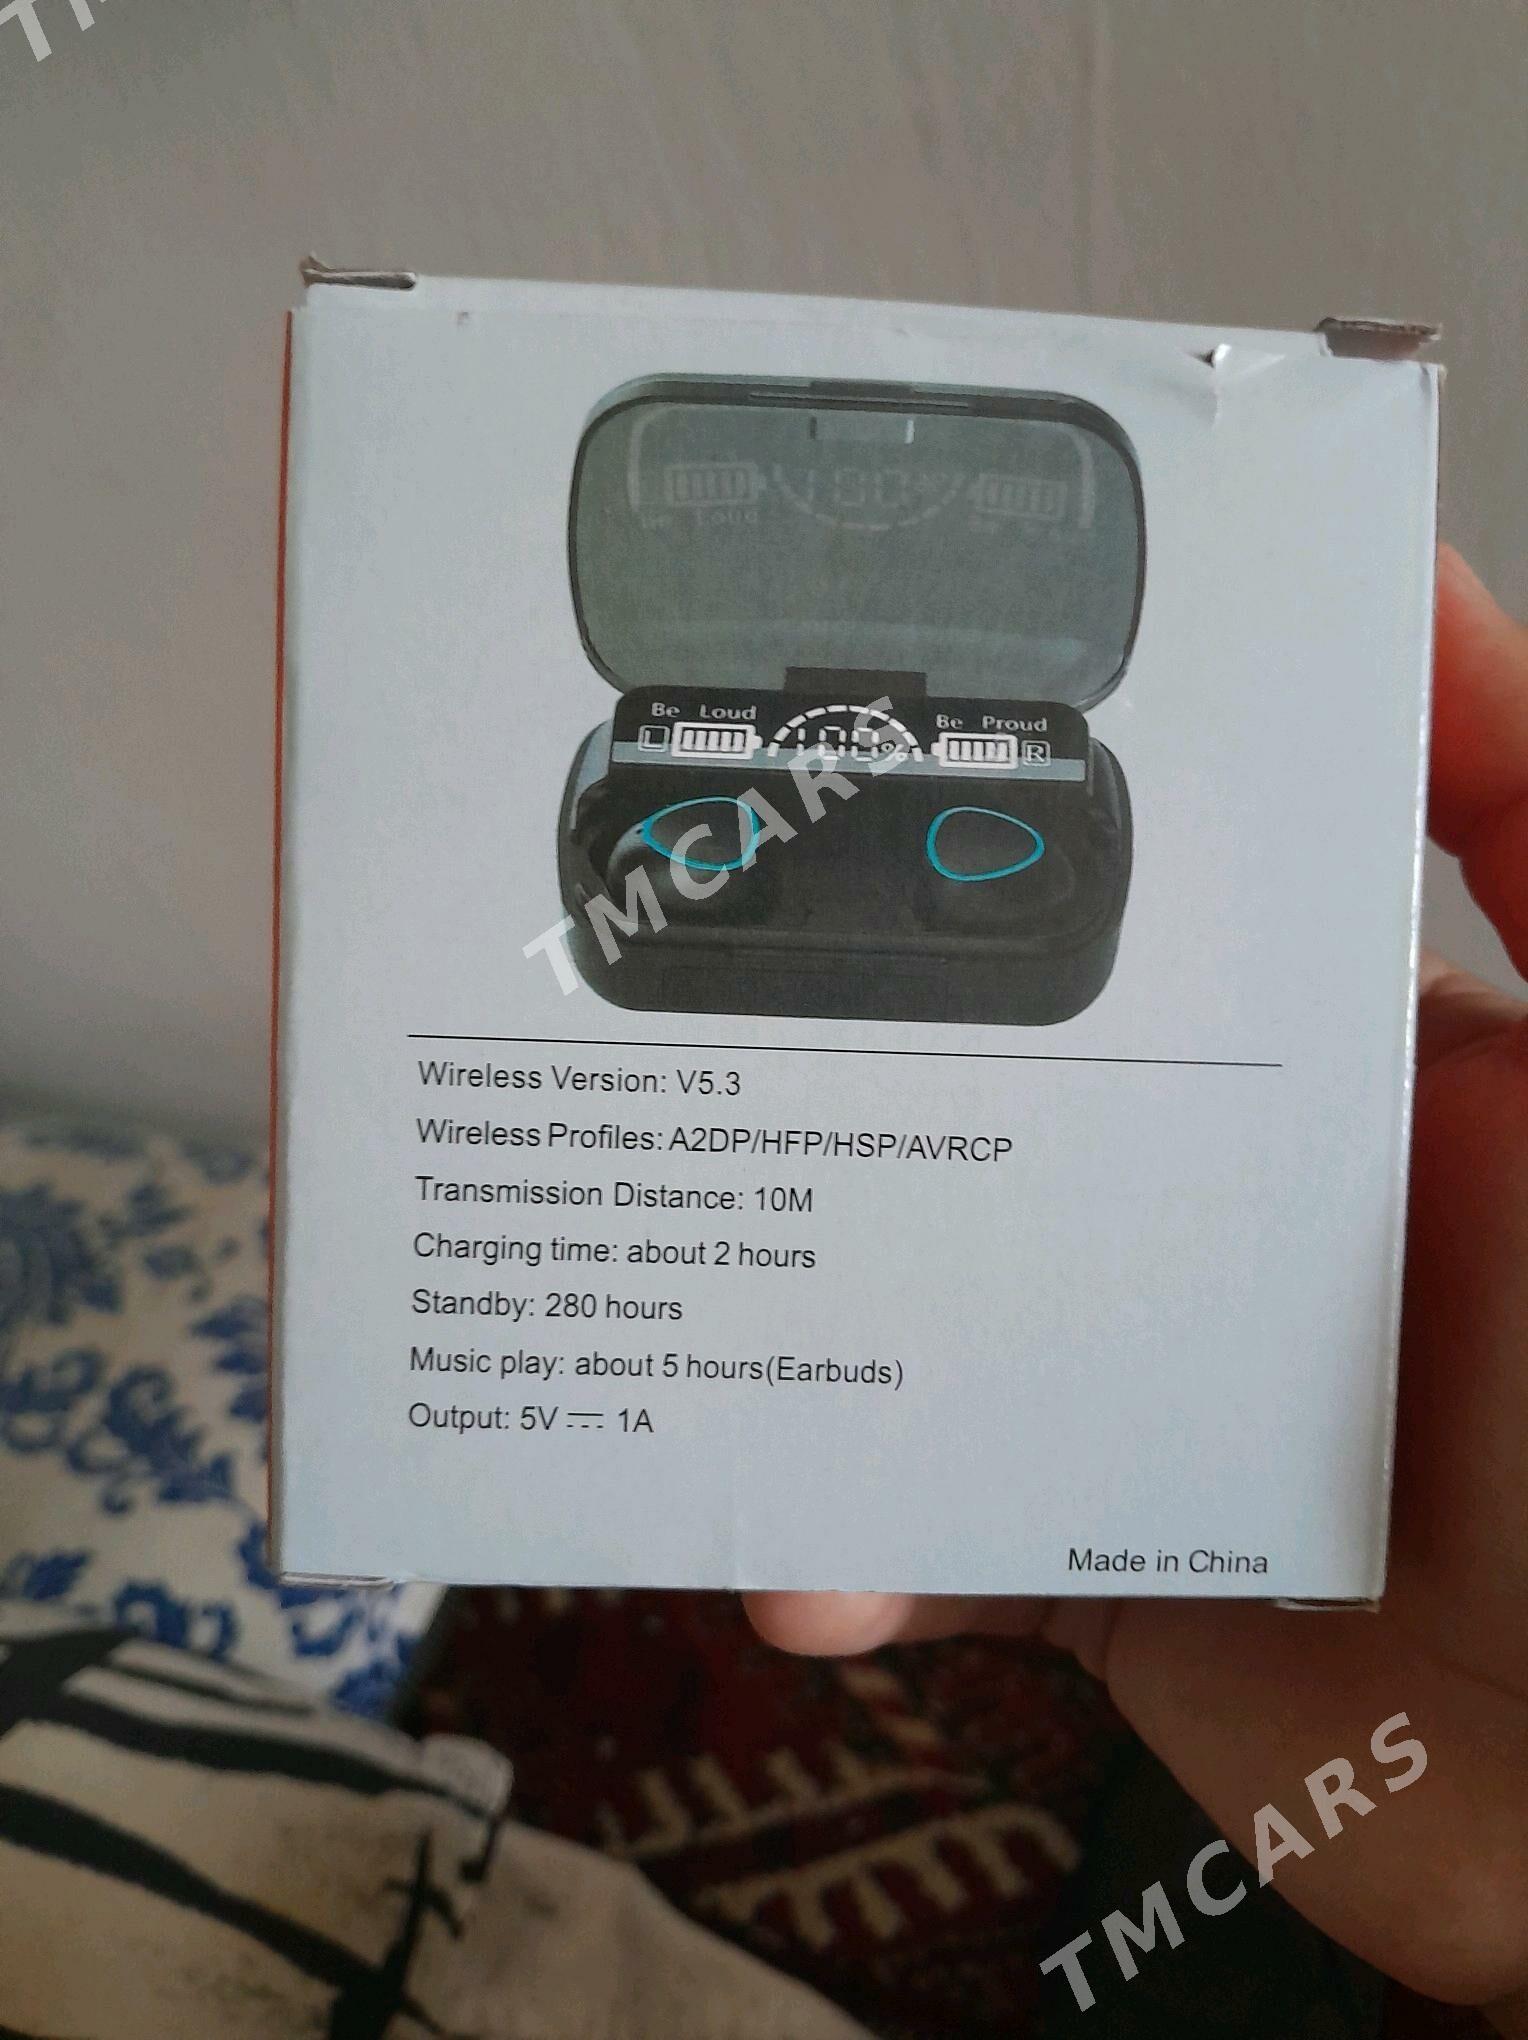 Be Loud
Be Proud
L
100%
R
Wireless Version: V5.3
Wireless Profiles: A2DP/HFP/HSP/AVRCP
Transmission Distance: 10M
Charging time: about 2 hours
Standby: 280 hours
Music play: about 5 hours(Earbuds)
Output: 5V ⎓ 1A
Made in China
TMCARS
TMCARS